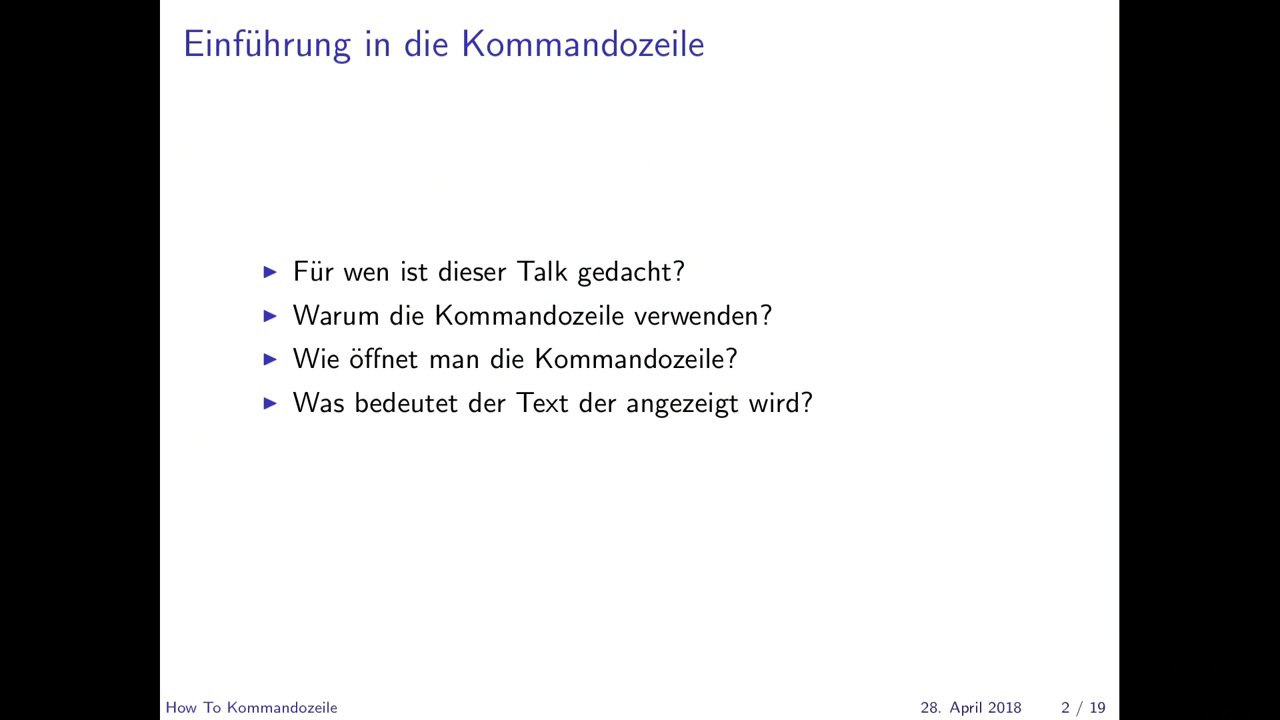 Einführung in die Kommandozeile
▶ Für wen ist dieser Talk gedacht?
▶ Warum die Kommandozeile verwenden?
▶ Wie öffnet man die Kommandozeile?
▶ Was bedeutet der Text der angezeigt wird?
How To Kommandozeile 28. April 2018 2 / 19